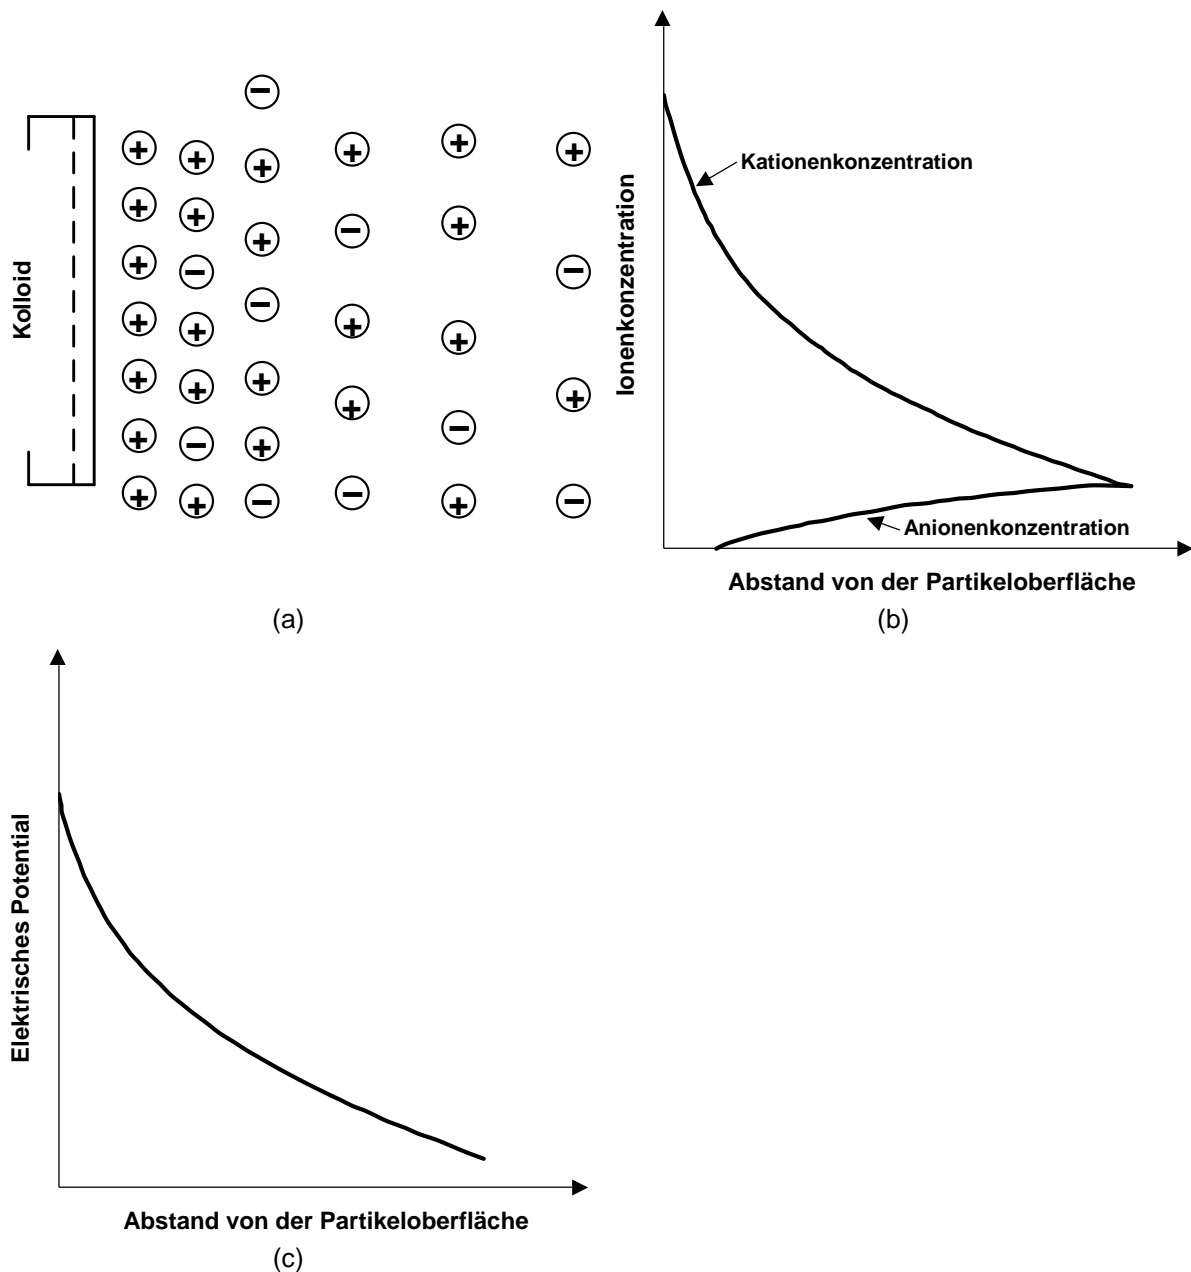 Kolloid
Ionenkonzentration
Kationenkonzentration
Anionenkonzentration
Abstand von der Partikeloberfläche
(a)
(b)
Elektrisches Potential
Abstand von der Partikeloberfläche
(c)